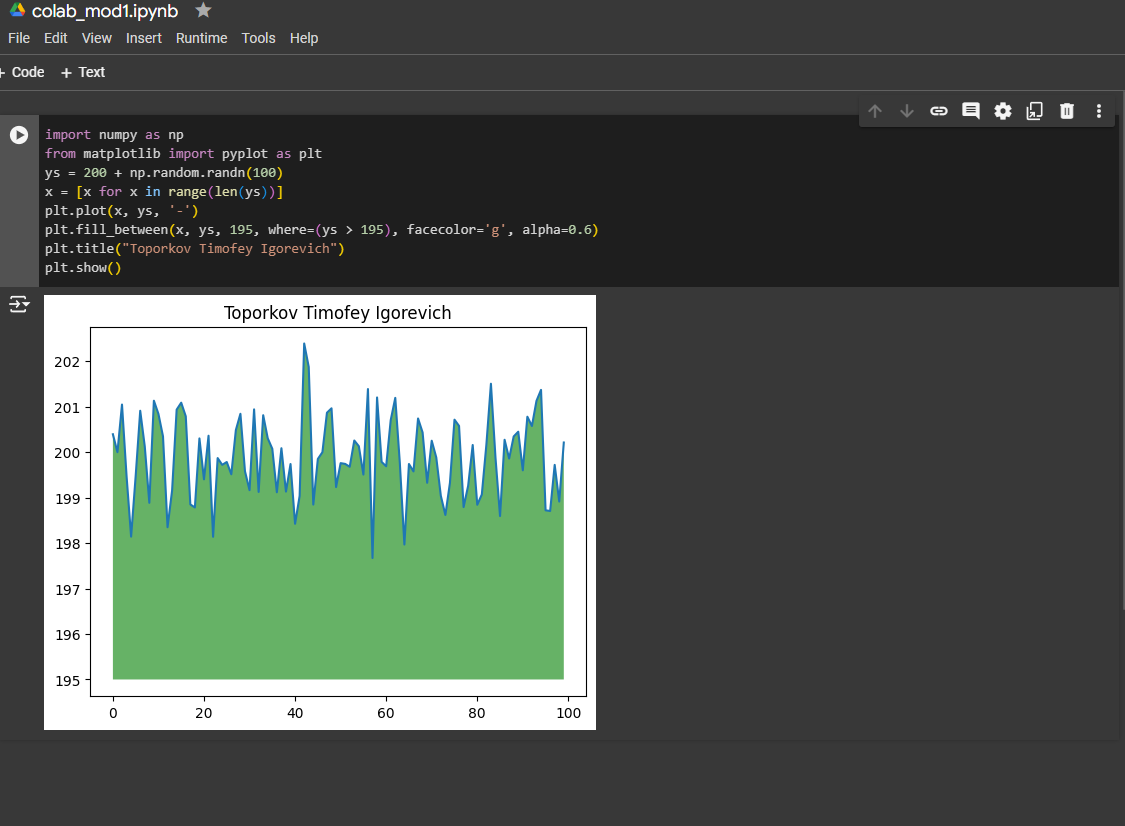 colab_mod1.ipynb
File Edit View Insert Runtime Tools Help
+ Code + Text
import numpy as np
from matplotlib import pyplot as plt
ys = 200 + np.random.randn(100)
x = [x for x in range(len(ys))]
plt.plot(x, ys, '-')
plt.fill_between(x, ys, 195, where=(ys > 195), facecolor='g', alpha=0.6)
plt.title("Toporkov Timofey Igorevich")
plt.show()
Toporkov Timofey Igorevich
202
201
200
199
198
197
196
195
0 20 40 60 80 100